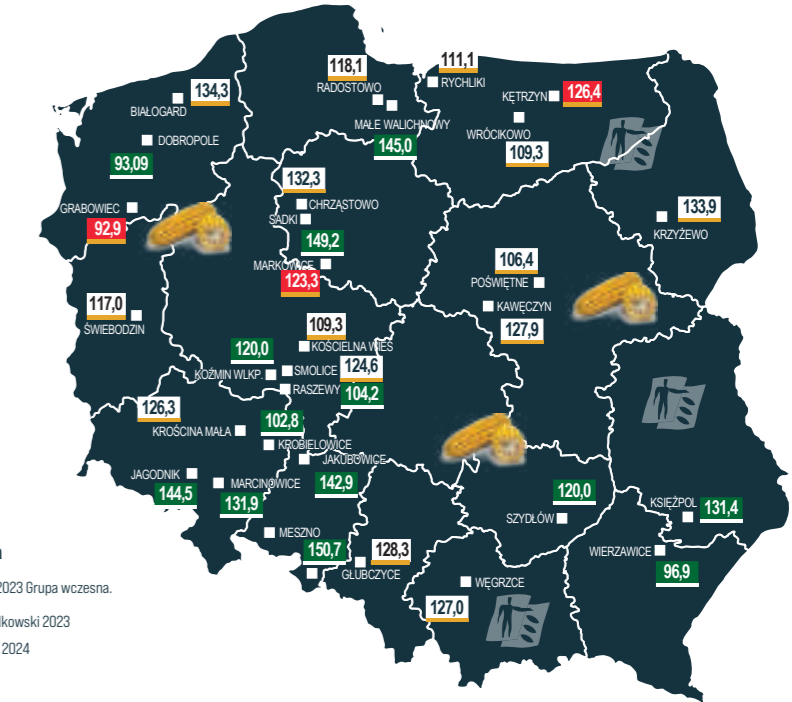 111,1
118,1
RYCHLIKI
RADOSTOWO
134,3
KĘTRZYN
126,4
BIAŁOGARD
MAŁE WALICHNOWY
WRÓCIKOWO
DOBROPOLE
145,0
109,3
93,09
132,3
GRABOWIEC
CHRZĄSTOWO
133,9
92,9
SADKI
KRZYŻEWO
149,2
106,4
MARKOWICE
123,3
POŚWIĘTNE
117,0
KAWĘCZYN
ŚWIEBODZIN
109,3
127,9
120,0
KOŚCIELNA WIEŚ
KOŹMIN WLKP.
SMOLICE
124,6
RASZEWY
104,2
126,3
102,8
KROŚCINA MAŁA
KROBIELOWICE
JAKUBOWICE
JAGODNIK
MARCINOWICE
142,9
144,5
131,9
120,0
KSIĘŻPOL
131,4
SZYDŁÓW
MESZNO
150,7
128,3
WIERZAWICE
GŁUBCZYCE
96,9
2023 Grupa wczesna.
WĘGRZCE
127,0
kowski 2023
2024